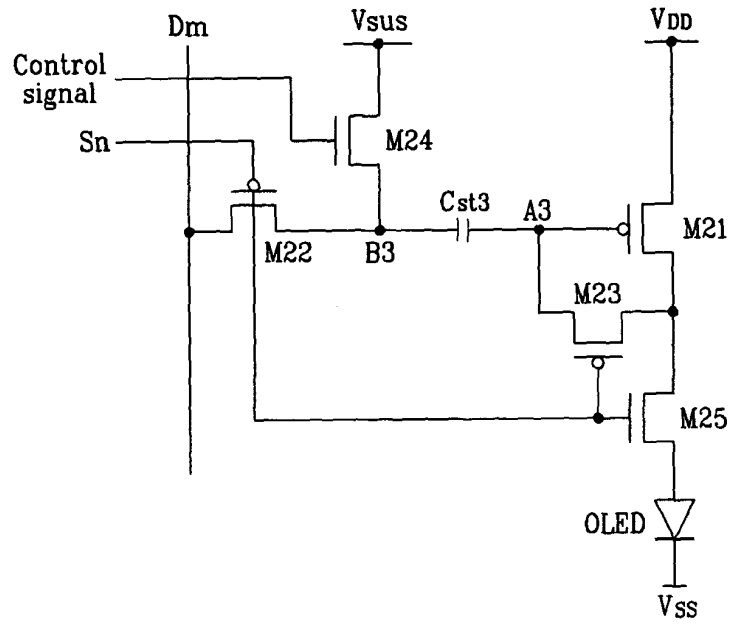 Dm
Vsus
VDD
Control
signal
Sn
M24
Cst3
A3
M21
M22
B3
M23
M25
OLED
VSS